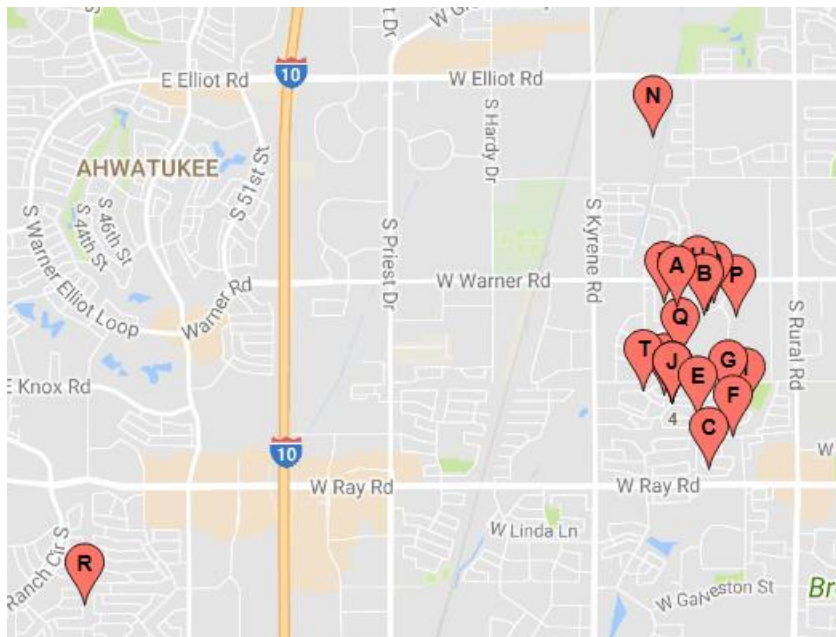 W G
Dr
E Elliot Rd
10
W Elliot Rd
N
AHWATUKEE
S 51st St
S Hardy Dr
S 46th St
S 44th St
S Warner Elliot Loop
S Priest Dr
S Kyrene Rd
A
B
P
W Warner Rd
Warner Rd
Q
S Rural Rd
T
J
G
E
F
E Knox Rd
4
C
10
W
W Ray Rd
W Ray Rd
W Linda Ln
Ranch Cir S
R
W Galveston St
Br